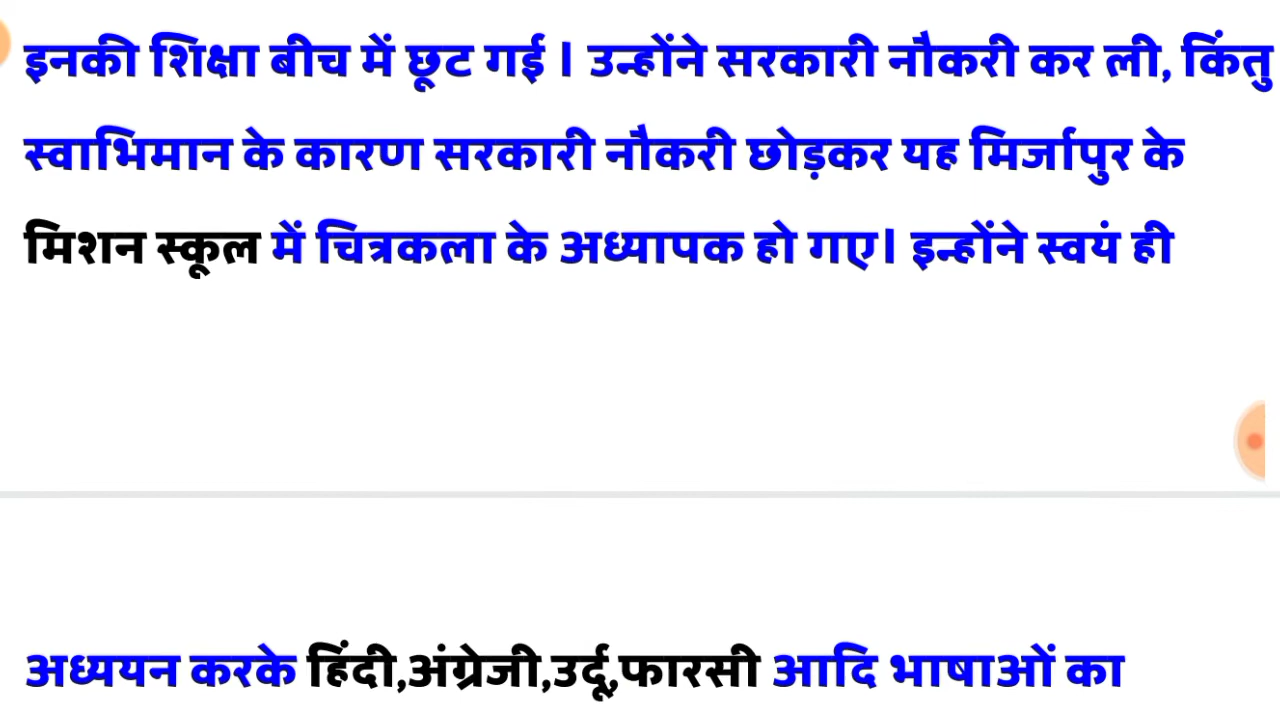 इनकी शिक्षा बीच में छूट गई । उन्होंने सरकारी नौकरी कर ली, किंतु
स्वाभिमान के कारण सरकारी नौकरी छोड़कर यह मिर्जापुर के
मिशन स्कूल में चित्रकला के अध्यापक हो गए। इन्होंने स्वयं ही
अध्ययन करके हिंदी,अंग्रेजी,उर्दू,फारसी आदि भाषाओं का